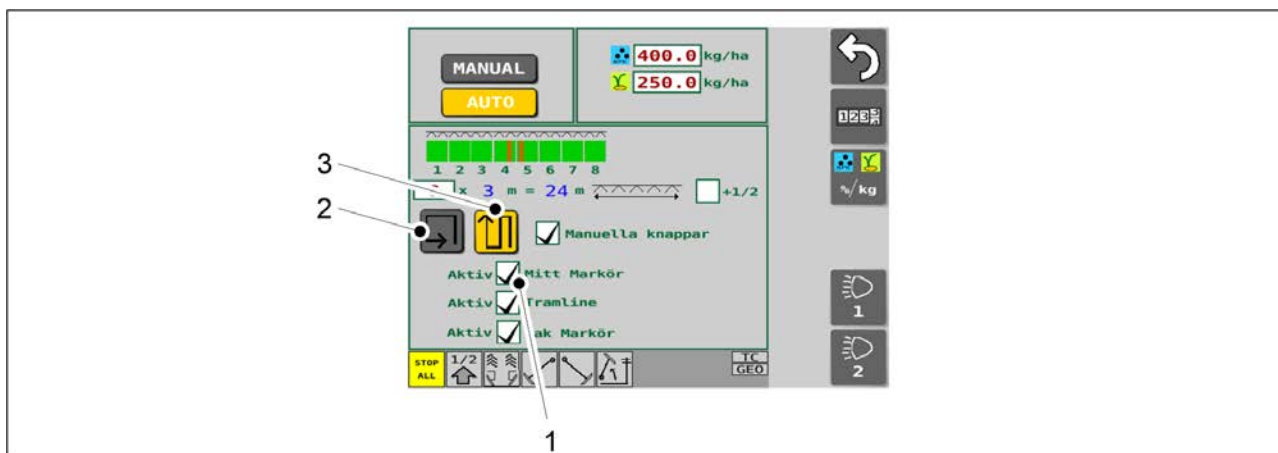 MANUAL
AUTO
400.0 kg/ha
250.0 kg/ha
1 2 3 4 5 6 7 8
x 3 m = 24 m +1/2
Manuella knappar
Aktiv Mitt Markör
Aktiv Tramline
Aktiv Markör
STOP ALL
1/2
TC
GEO
%/kg
1
2
3
2
1